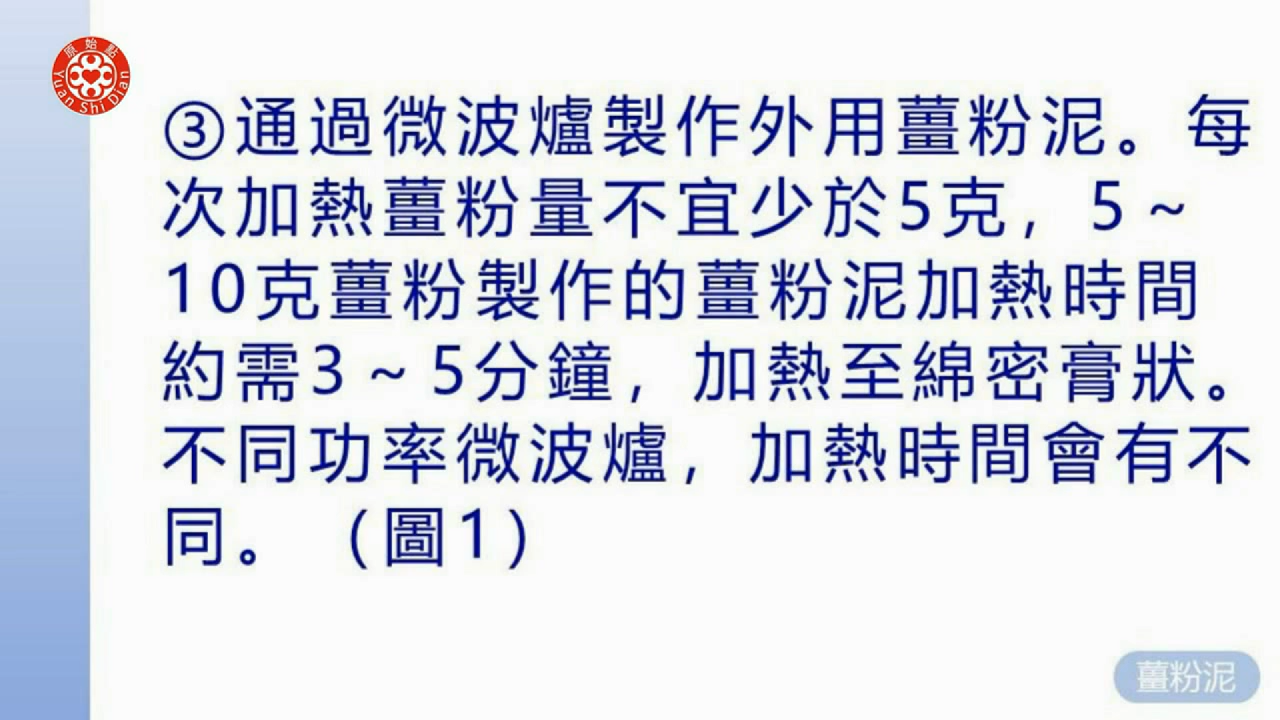 原始點
Yuan Shi Dian
③通過微波爐製作外用薑粉泥。每
次加熱薑粉量不宜少於5克，5～
10克薑粉製作的薑粉泥加熱時間
約需3～5分鐘，加熱至綿密膏狀。
不同功率微波爐，加熱時間會有不
同。（圖1）
薑粉泥